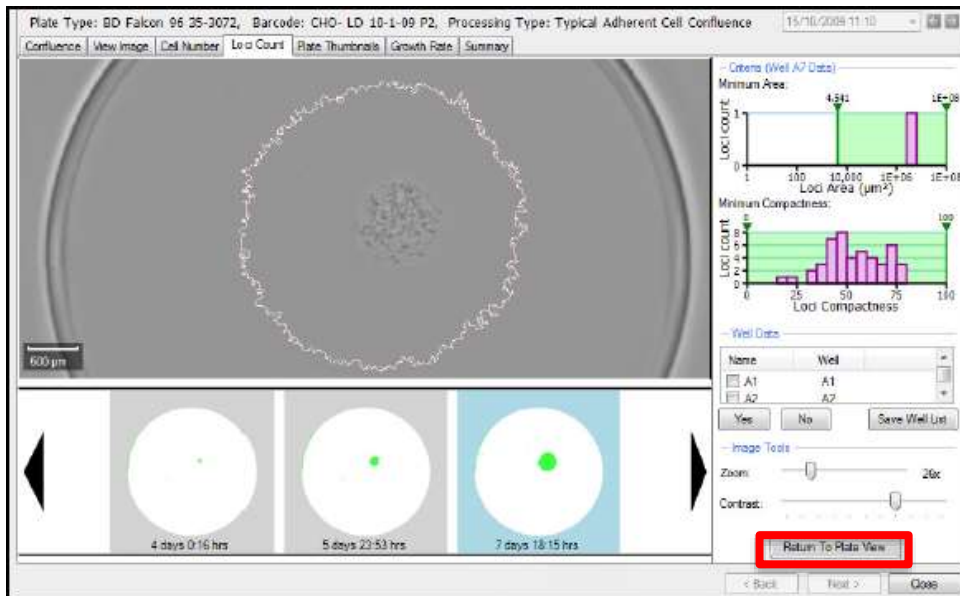 Plate Type: BD Falcon 96 35-3072, Barcode: CHO- LD 10-1-09 P2, Processing Type: Typical Adherent Cell Confluence 15/10/2009 11:10
Confluence View Image Cell Number Loci Count Plate Thumbnails Growth Rate Summary
Criteria (Well A7 Data)
Minimum Area:
4,541 1E+08
Loci count
1
0
1 100 10,000 1E+06 1E+08
Loci Area (µm²)
Minimum Compactness:
0 100
Loci count
8
6
4
2
0
0 25 50 75 100
Loci Compactness
600 µm
Well Data
Name Well
A1 A1
A2 A2
Yes No Save Well List
Image Tools
Zoom: 26x
Contrast:
4 days 0:16 hrs 5 days 23:53 hrs 7 days 18:15 hrs
Return To Plate View
< Back Next > Close